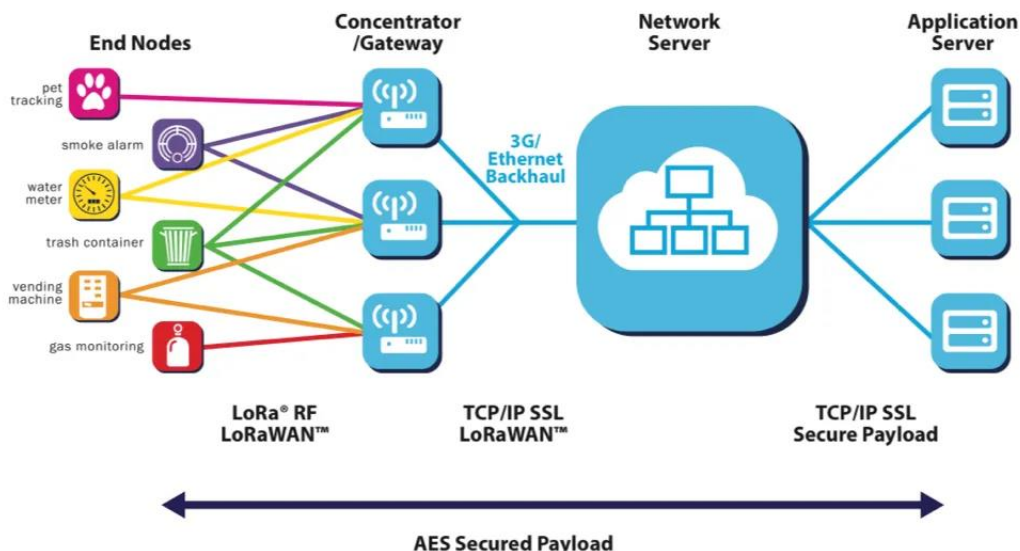 End Nodes
Concentrator
/Gateway
Network
Server
Application
Server
pet
tracking
smoke alarm
water
meter
trash container
vending
machine
gas monitoring
3G/
Ethernet
Backhaul
LoRa® RF
LoRaWAN™
TCP/IP SSL
LoRaWAN™
TCP/IP SSL
Secure Payload
AES Secured Payload